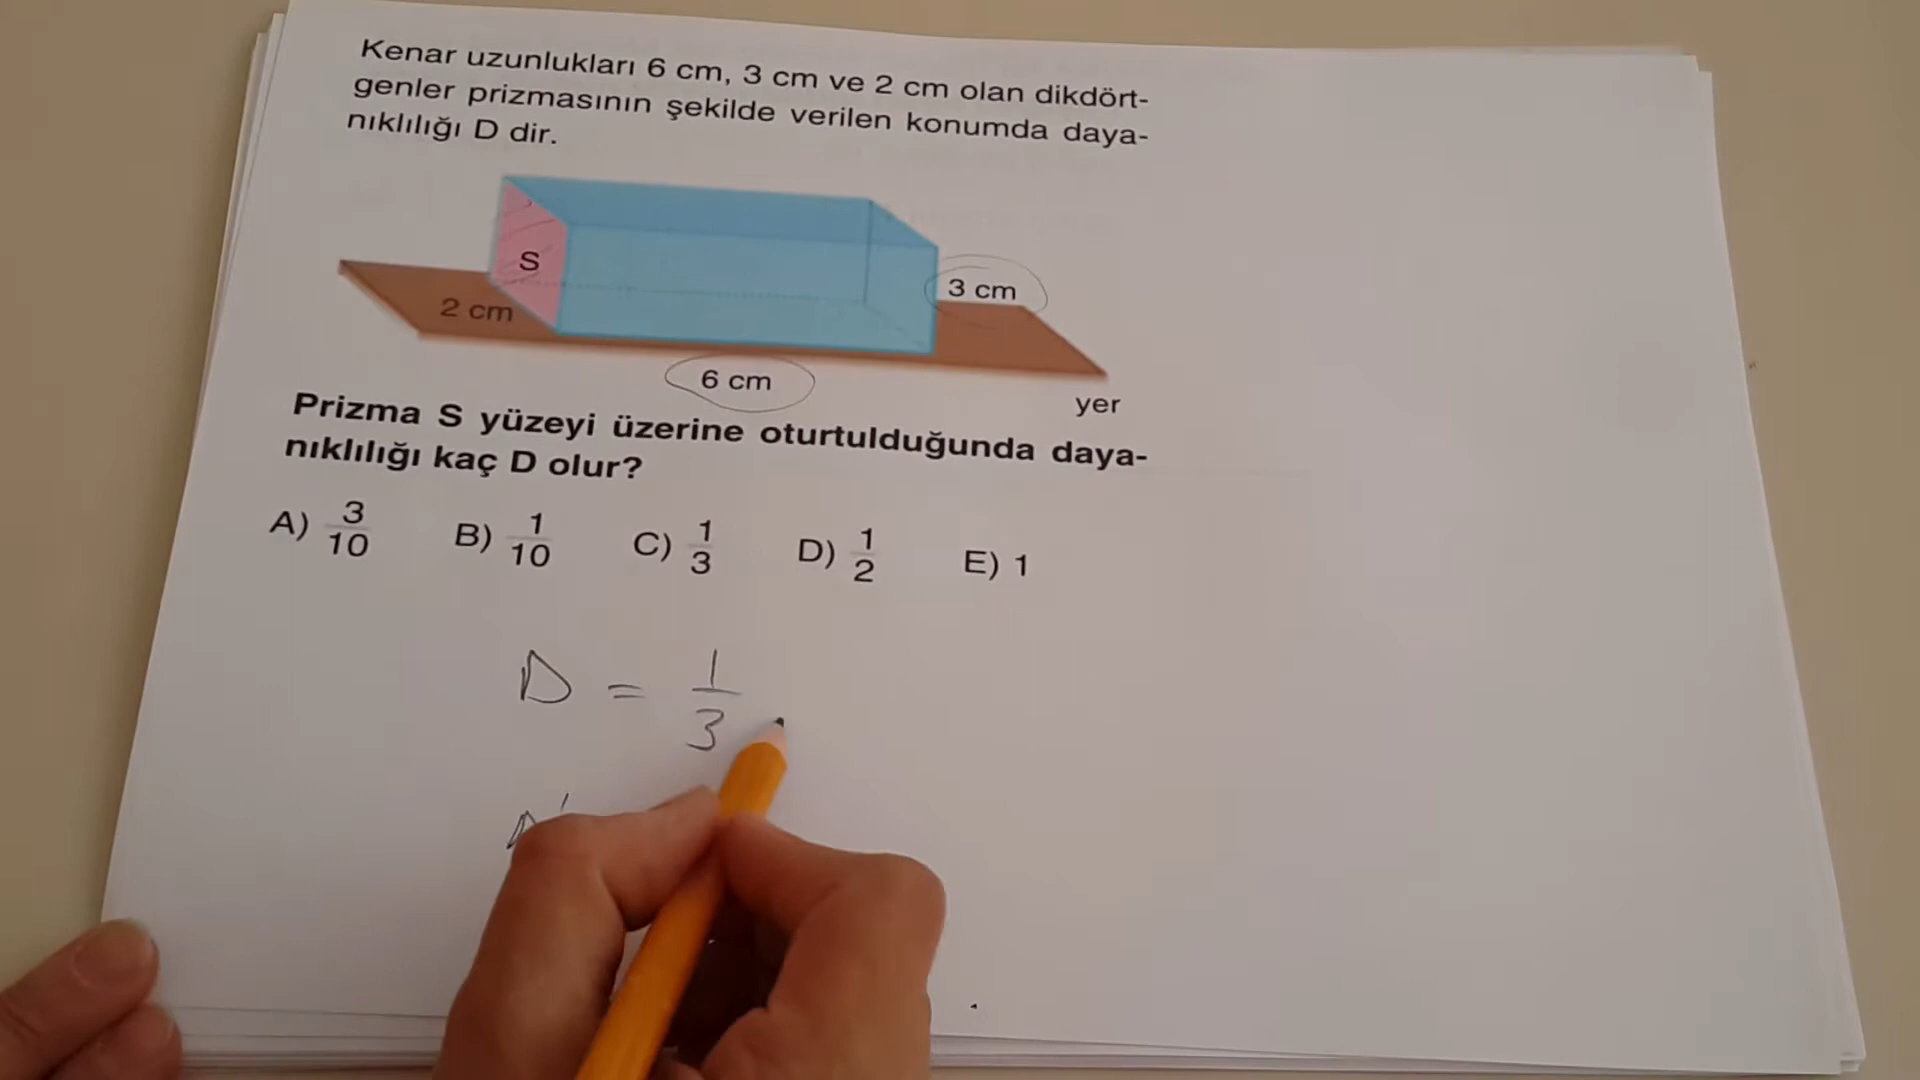 Kenar uzunlukları 6 cm, 3 cm ve 2 cm olan dikdört-
genler prizmasının şekilde verilen konumda daya-
nıklılığı D dir.
S
3 cm
2 cm
6 cm
yer
Prizma S yüzeyi üzerine oturtulduğunda daya-
nıklılığı kaç D olur?
A) 3/10 B) 1/10 C) 1/3 D) 1/2 E) 1
D = 1/3